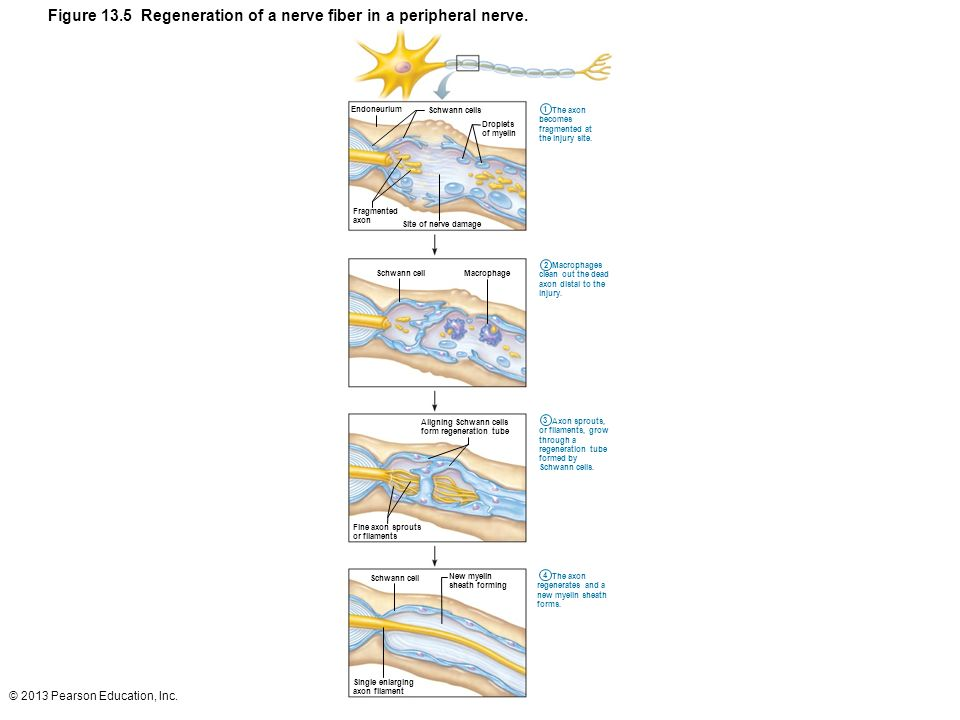 Figure 13.5  Regeneration of a nerve fiber in a peripheral nerve.
Endoneurium
Schwann cells
Droplets
of myelin
Fragmented
axon
Site of nerve damage
1 The axon
becomes
fragmented at
the injury site.
Schwann cell
Macrophage
2 Macrophages
clean out the dead
axon distal to the
injury.
Aligning Schwann cells
form regeneration tube
Fine axon sprouts
or filaments
3 Axon sprouts,
or filaments, grow
through a
regeneration tube
formed by
Schwann cells.
Schwann cell
New myelin
sheath forming
Single enlarging
axon filament
4 The axon
regenerates and a
new myelin sheath
forms.
© 2013 Pearson Education, Inc.